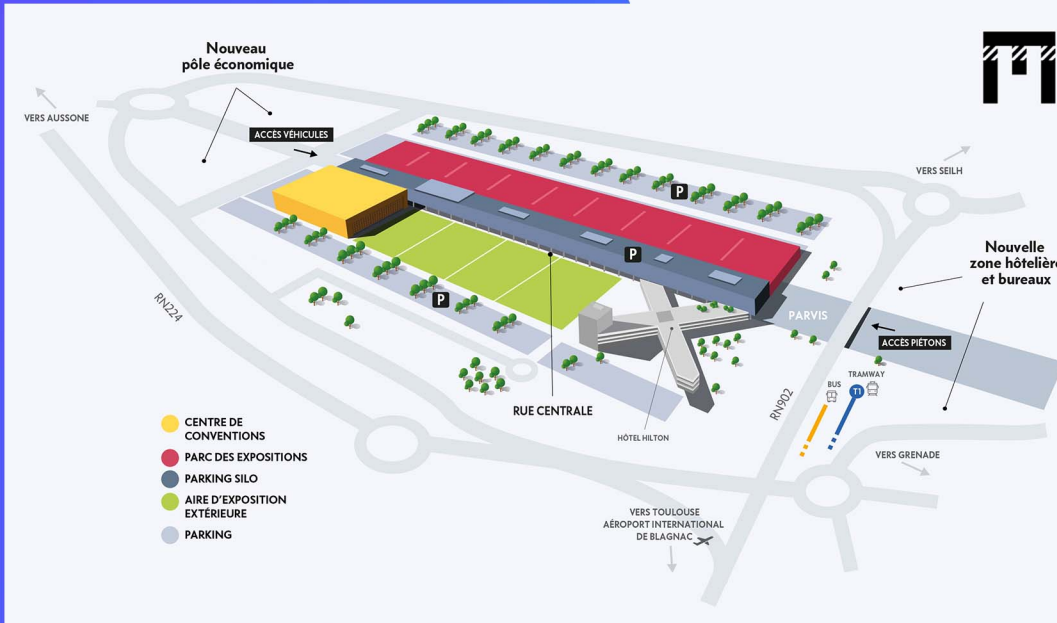 Nouveau
pôle économique
VERS AUSSONE
ACCÈS VÉHICULES
P
VERS SEILH
Nouvelle
zone hôtelière
et bureaux
P
P
PARVIS
ACCÈS PIÉTONS
RN224
BUS
TRAMWAY
T1
RN902
RUE CENTRALE
HÔTEL HILTON
CENTRE DE
CONVENTIONS
PARC DES EXPOSITIONS
PARKING SILO
AIRE D'EXPOSITION
EXTÉRIEURE
PARKING
VERS GRENADE
VERS TOULOUSE
AÉROPORT INTERNATIONAL
DE BLAGNAC